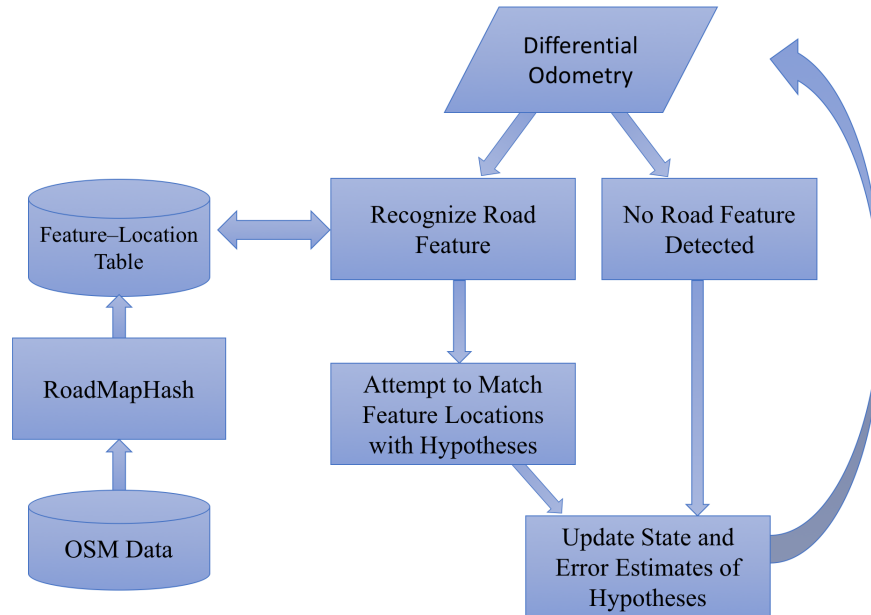 Differential
Odometry
Recognize Road
Feature
No Road Feature
Detected
Feature–Location
Table
RoadMapHash
Attempt to Match
Feature Locations
with Hypotheses
OSM Data
Update State and
Error Estimates of
Hypotheses